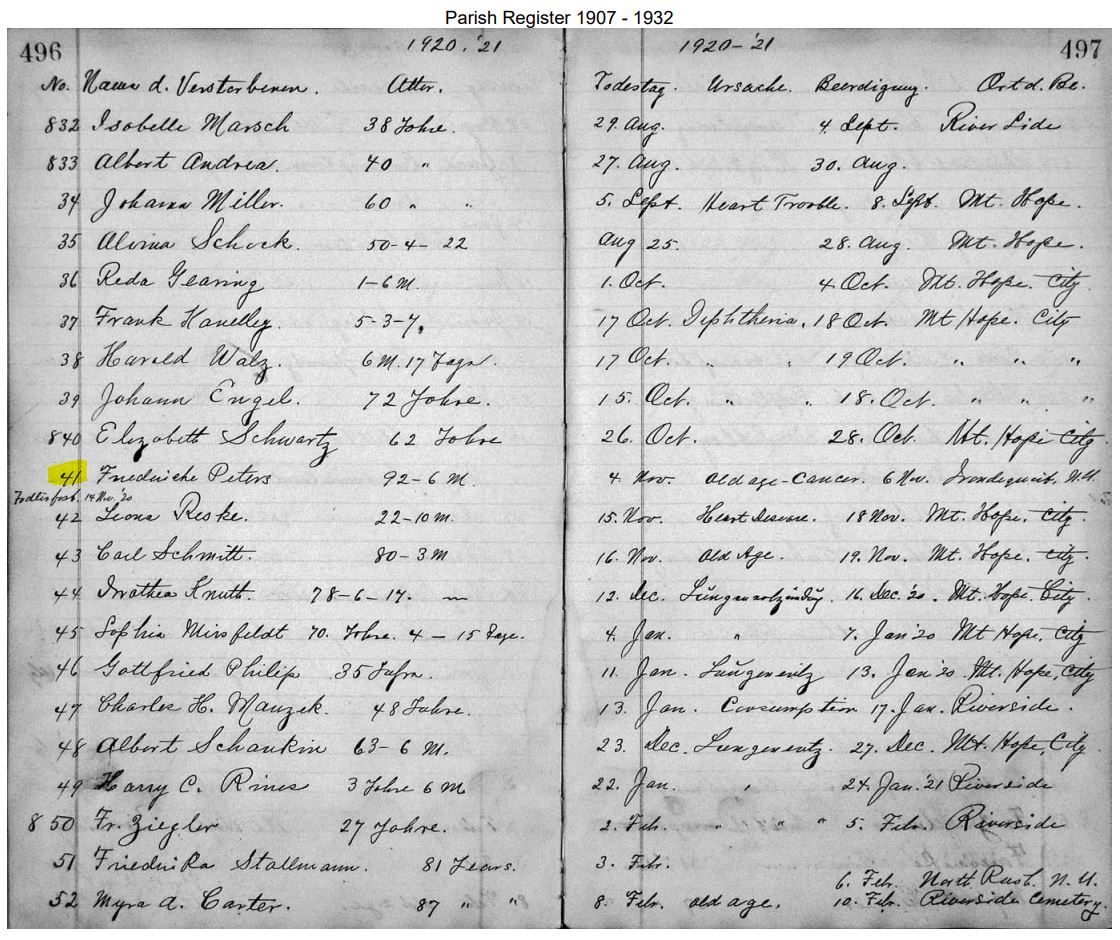 Parish Register 1907 - 1932
496 1920.'21 1920-'21 497
No. Name d. Verstorbenen. Alter. Todestag. Ursache. Beerdigung. Ort d. Be.
832 Isobelle Marsch 38 Jahre. 29. Aug. 4. Sept. River Side
833 Albert Andrea. 40 " 27. Aug. 30. Aug.
34 Johann Miller. 60 " " 5. Sept. Heart Trouble. 8. Sept. Mt. Hope.
35 Alvina Schock. 50-4-22 Aug 25. 28. Aug. Mt. Hope.
36 Reda Gearing 1-6 M. 1. Oct. 4 Oct. Mt. Hope. City.
37 Frank 5-3-7. 17 Oct. Diphtheria. 18 Oct. Mt Hope. City
38 Harald Walz. 6 M. 17 Tage. 17 Oct. " " 19 Oct. " " "
39 Johann Engel. 72 Jahre. 15. Oct. " " 18. Oct. " " "
840 Elizabett Schwartz 62 Jahre 26. Oct. 28. Oct. Mt. Hope City.
41 Friedericke Peters 92-6 M. 4. Nov. Old age-Cancer. 6 Nov. Irondequoit, N.Y.
14 Nov. '20
42 Leona Reske. 22-10 M. 15. Nov. Heart Disease. 18 Nov. Mt. Hope. City.
43 Carl Schmitt. 80-3 M 16. Nov. Old Age. 19. Nov. Mt. Hope. City.
44 Dorathea Knutt. 78-6-17. 12. Dec. Lungenentzündung. 16. Dec. '20. Mt. Hope City.
45 Sophia Mirsfeldt 70. Jahre. 4-15 Tage. 4. Jan. " 7. Jan '20 Mt Hope, City
46 Gottfried Philip 35 Jahre. 11. Jan. Lungenentz 13. Jan '20 Mt. Hope, City
47 Charles H. Mauzek. 48 Jahre. 13. Jan. Consumption 17. Jan. Riverside.
48 Albert Schankin 63-6 M. 23. Dec. Lungenentz. 27. Dec. Mt. Hope, City
49 Harry C. Rines 3 Jahre 6 M 22. Jan. " 24. Jan. '21 Riverside
850 Fr. Ziegler 27 Jahre. 2. Feb. " " " 5. Feb. Riverside
51 Friedrika Stallmann. 81 Years. 3. Feb. 6. Feb. North Rush. N.Y.
52 Myra A. Carter. 87 " " 8. Feb. old age. 10. Feb. Riverside Cemetery.